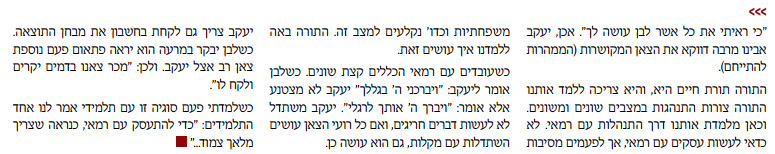 >>>
"כי ראיתי את כל אשר לבן עושה לך". אכן, יעקב
אבינו מרבה דווקא את הצאן המקושרות (הממהרות
להתייחם).
התורה תורת חיים היא, והיא צריכה ללמד אותנו
התורה צורות התנהגות במצבים שונים ומשונים.
וכאן מלמדת אותנו דרך התנהלות עם רמאי. לא
כדאי לעשות עסקים עם רמאי, אך לפעמים מסיבות
משפחתיות וכדו' נקלעים למצב זה. התורה באה
ללמדנו איך עושים זאת.
כשעובדים עם רמאי הכללים קצת שונים. כשלבן
אומר ליעקב: "ויברכני ה' בגללך" יעקב לא מצטנע
אלא אומר: "ויברך ה' אותך לרגלי". יעקב משתדל
לא לעשות דברים חריגים, ואם כל רועי הצאן עושים
השתדלות עם מקלות, גם הוא עושה כן.
יעקב צריך גם לקחת בחשבון את מבחן התוצאה.
כשלבן יבקר במרעה הוא יראה פתאום פעם נוספת
צאן רב אצל יעקב. ולכן: "מכר צאנו בדמים יקרים
ולקח לו".
כשלמדתי פעם סוגיה זו עם תלמידי אמר לנו אחד
התלמידים: "כדי להתעסק עם רמאי, כנראה שצריך
מלאך צמוד..."